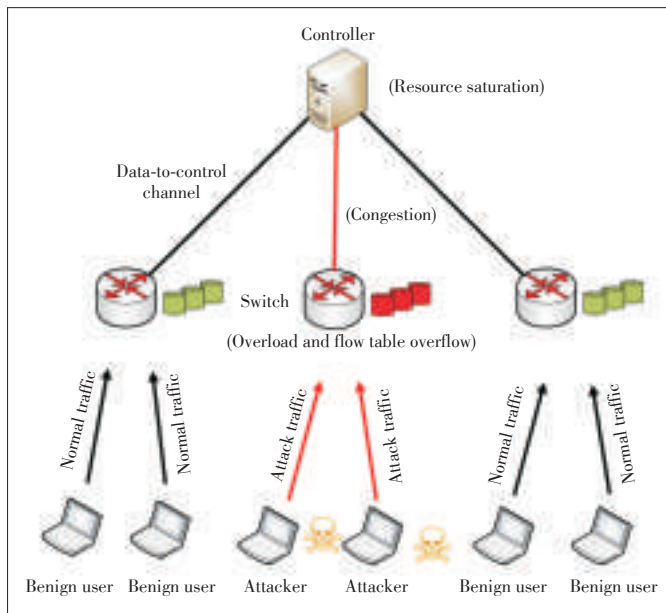 Controller
(Resource saturation)
Data-to-control
channel
(Congestion)
Switch
(Overload and flow table overflow)
Normal traffic
Normal traffic
Attack traffic
Attack traffic
Normal traffic
Normal traffic
Benign user
Benign user
Attacker
Attacker
Benign user
Benign user